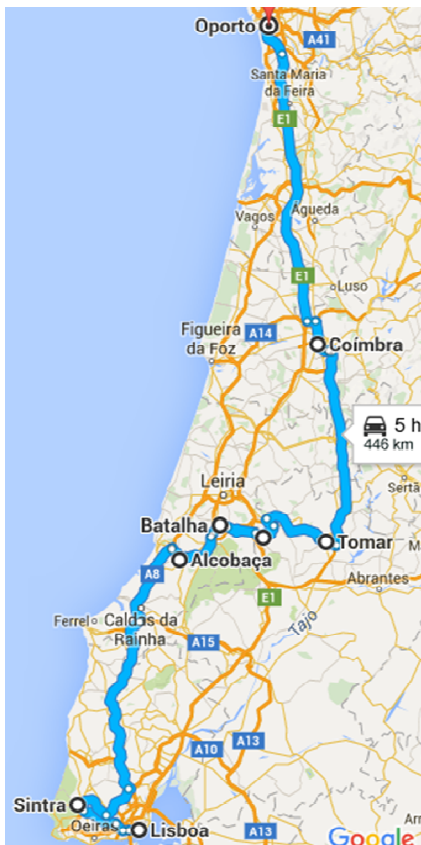 Oporto
A41
Santa Maria
da Feira
E1
Vagos
Águeda
E1
Luso
A14
Figueira
da Foz
Coímbra
5 h
446 km
Leiria
Sertã
Batalha
Tomar
Alcobaça
A8
E1
Abrantes
Ferrel
Caldas da
Rainha
Tajo
A15
A13
A10
Sintra
Oeiras
Lisboa
A13
Google